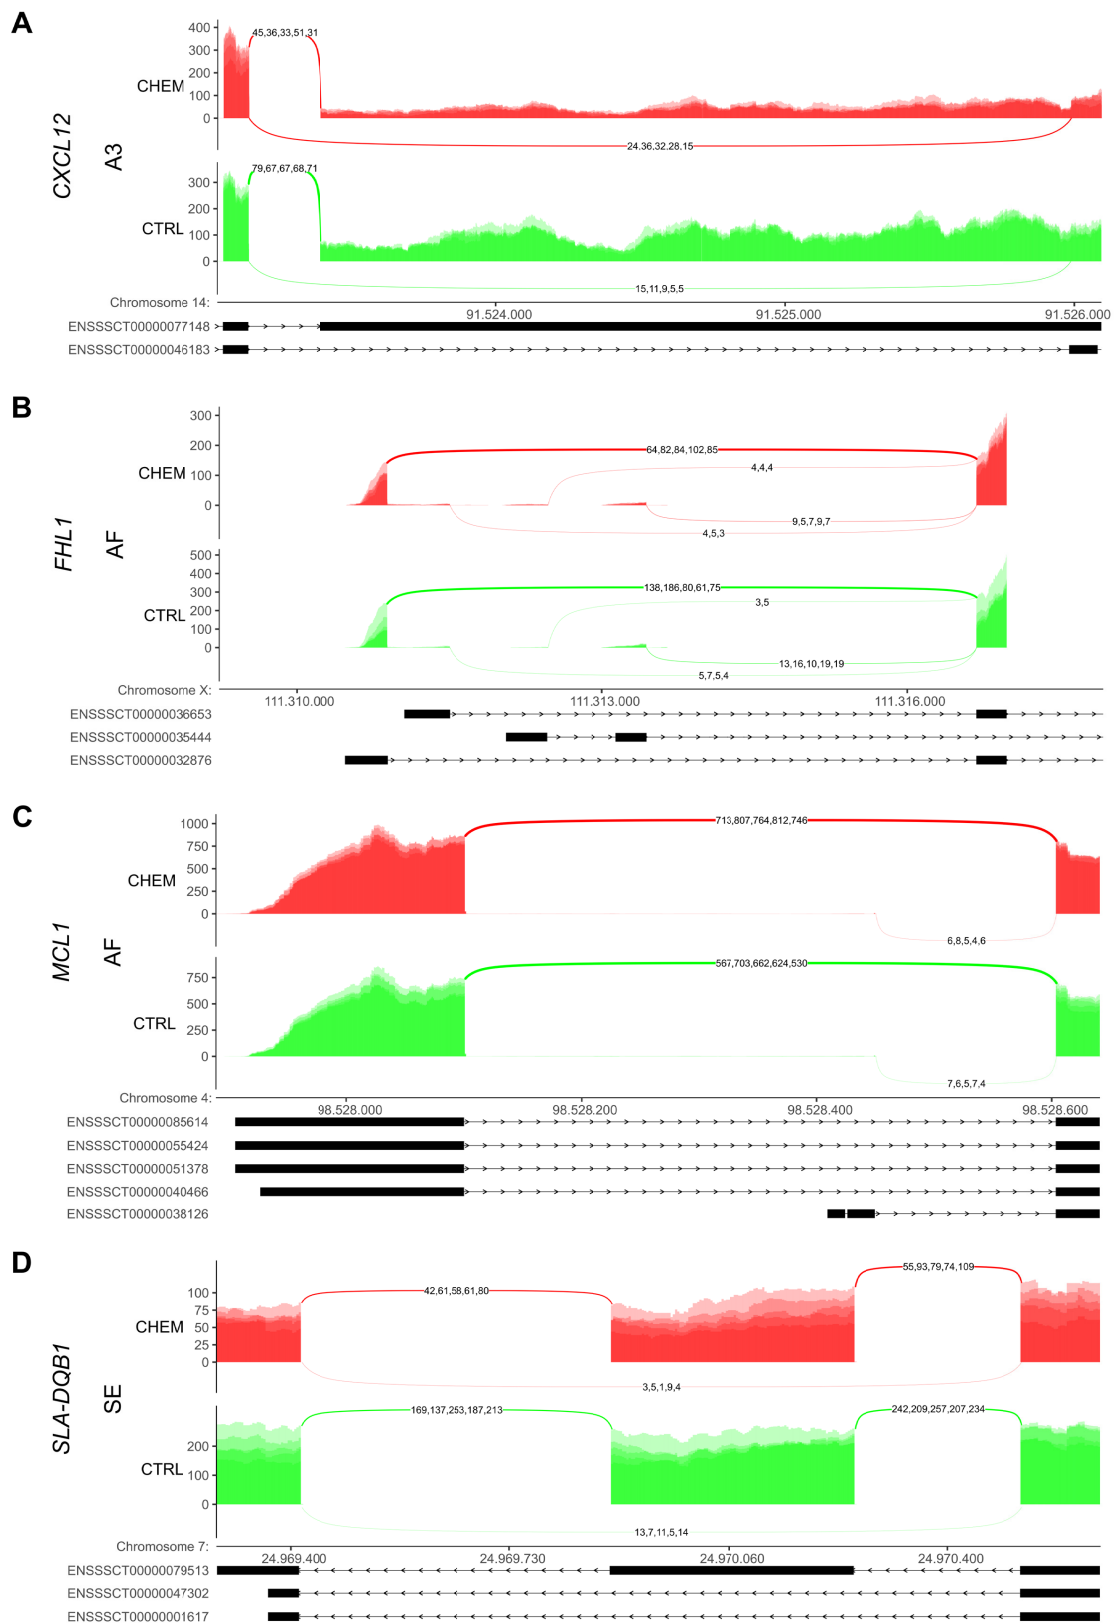 A
CXCL12
A3
400
300
200
100
0
CHEM
45,36,33,51,31
24,36,32,28,15
300
200
100
0
CTRL
79,67,67,68,71
15,11,9,5,5
Chromosome 14:
91.524.000
91.525.000
91.526.000
ENSSSCT00000077148
ENSSSCT00000046183
B
FHL1
AF
300
200
100
0
CHEM
64,82,84,102,85
4,4,4
9,5,7,9,7
4,5,3
500
400
300
200
100
0
CTRL
138,186,80,61,75
3,5
13,16,10,19,19
5,7,5,4
Chromosome X:
111.310.000
111.313.000
111.316.000
ENSSSCT00000036653
ENSSSCT00000035444
ENSSSCT00000032876
C
MCL1
AF
1000
750
500
250
0
CHEM
713,807,764,812,746
6,8,5,4,6
750
500
250
0
CTRL
567,703,662,624,530
7,6,5,7,4
Chromosome 4:
98.528.000
98.528.200
98.528.400
98.528.600
ENSSSCT00000085614
ENSSSCT00000055424
ENSSSCT00000051378
ENSSSCT00000040466
ENSSSCT00000038126
D
SLA-DQB1
SE
100
75
50
25
0
CHEM
42,61,58,61,80
55,93,79,74,109
3,5,1,9,4
200
100
0
CTRL
169,137,253,187,213
242,209,257,207,234
13,7,11,5,14
Chromosome 7:
24.969.400
24.969.730
24.970.060
24.970.400
ENSSSCT00000079513
ENSSSCT00000047302
ENSSSCT00000001617